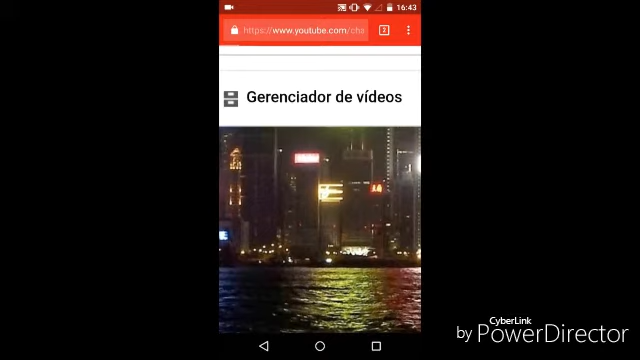 16:43
https://www.youtube.com/cha
Gerenciador de vídeos
CyberLink
by PowerDirector